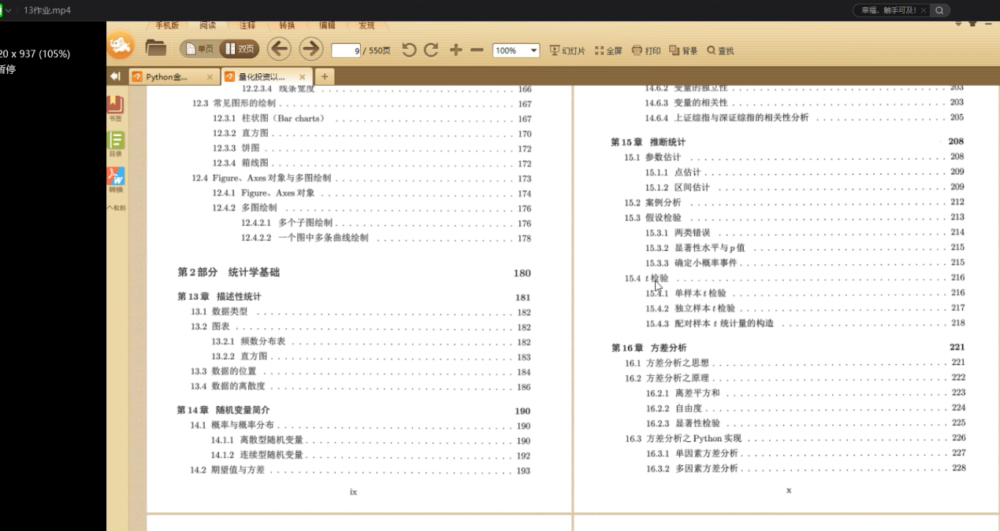 13作业.mp4
幸福，触手可及!
20 x 937 (105%)
暂停
手机版 阅读 注释 转换 编辑 发现
单页 双页 9 / 550页 100% 幻灯片 全屏 打印 背景 查找
Python金... × 量化投资以... × +
书签
目录
转换
收起
12.2.3.4 线条宽度 166
12.3 常见图形的绘制 167
12.3.1 柱状图（Bar charts） 167
12.3.2 直方图 170
12.3.3 饼图 172
12.3.4 箱线图 172
12.4 Figure、Axes 对象与多图绘制 173
12.4.1 Figure、Axes 对象 174
12.4.2 多图绘制 176
12.4.2.1 多个子图绘制 176
12.4.2.2 一个图中多条曲线绘制 178
第 2 部分 统计学基础 180
第 13 章 描述性统计 181
13.1 数据类型 182
13.2 图表 182
13.2.1 频数分布表 182
13.2.2 直方图 183
13.3 数据的位置 184
13.4 数据的离散度 186
第 14 章 随机变量简介 190
14.1 概率与概率分布 190
14.1.1 离散型随机变量 190
14.1.2 连续型随机变量 192
14.2 期望值与方差 193
ix
14.6.2 变量的独立性 203
14.6.3 变量的相关性 203
14.6.4 上证综指与深证综指的相关性分析 205
第 15 章 推断统计 208
15.1 参数估计 208
15.1.1 点估计 209
15.1.2 区间估计 209
15.2 案例分析 212
15.3 假设检验 213
15.3.1 两类错误 214
15.3.2 显著性水平与 p 值 215
15.3.3 确定小概率事件 215
15.4 t 检验 216
15.4.1 单样本 t 检验 216
15.4.2 独立样本 t 检验 217
15.4.3 配对样本 t 统计量的构造 218
第 16 章 方差分析 221
16.1 方差分析之思想 221
16.2 方差分析之原理 222
16.2.1 离差平方和 223
16.2.2 自由度 224
16.2.3 显著性检验 225
16.3 方差分析之 Python 实现 226
16.3.1 单因素方差分析 227
16.3.2 多因素方差分析 228
x